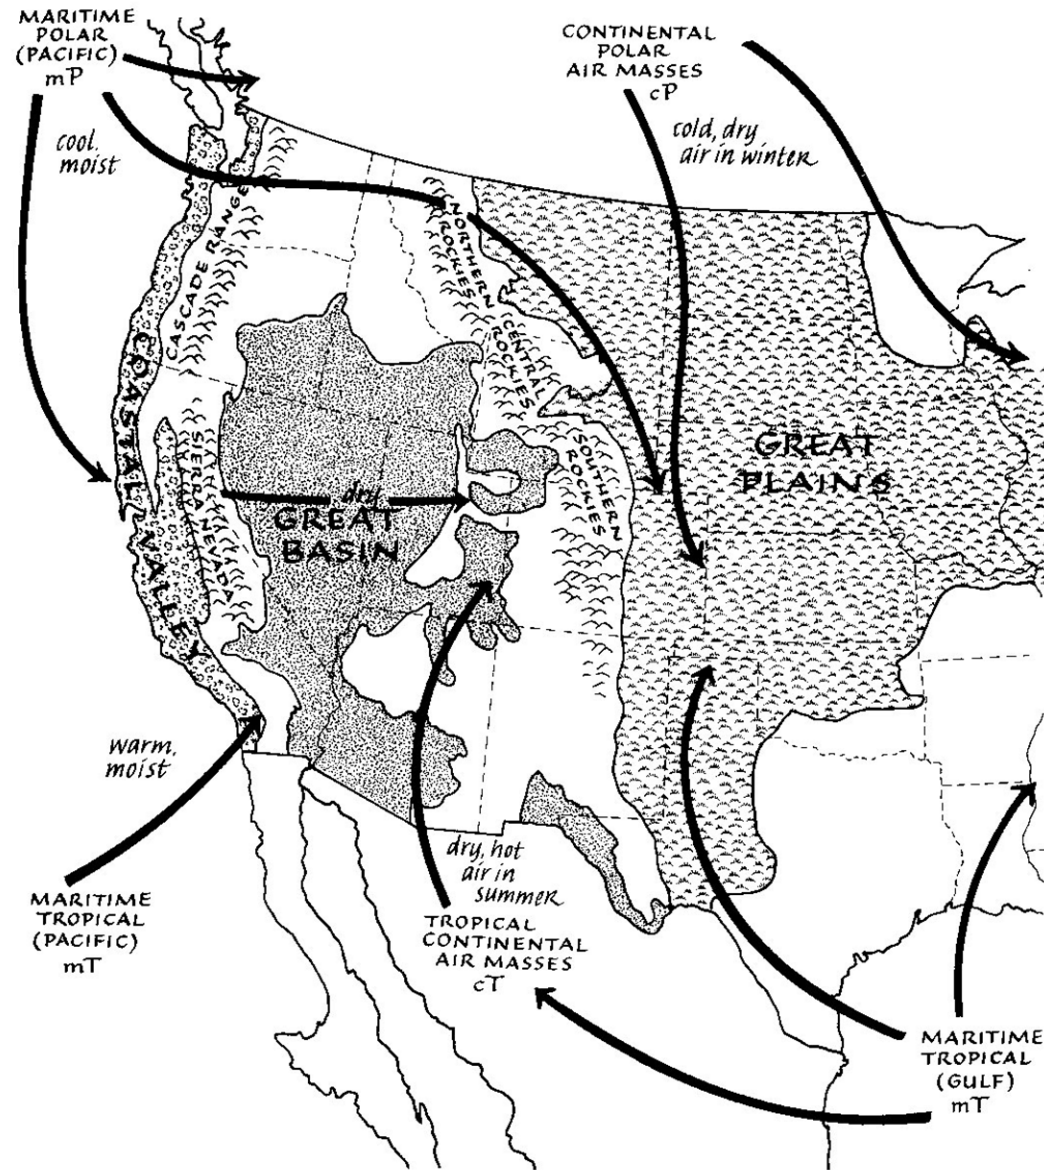 MARITIME
POLAR
(PACIFIC)
mP
cool,
moist
CONTINENTAL
POLAR
AIR MASSES
cP
cold, dry
air in winter
CASCADE RANGE
NORTHERN
ROCKIES
CENTRAL
ROCKIES
SOUTHERN
ROCKIES
COASTAL VALLEY
SIERRA NEVADA
dry
GREAT
BASIN
GREAT
PLAINS
warm,
moist
MARITIME
TROPICAL
(PACIFIC)
mT
dry, hot
air in
summer
TROPICAL
CONTINENTAL
AIR MASSES
cT
MARITIME
TROPICAL
(GULF)
mT